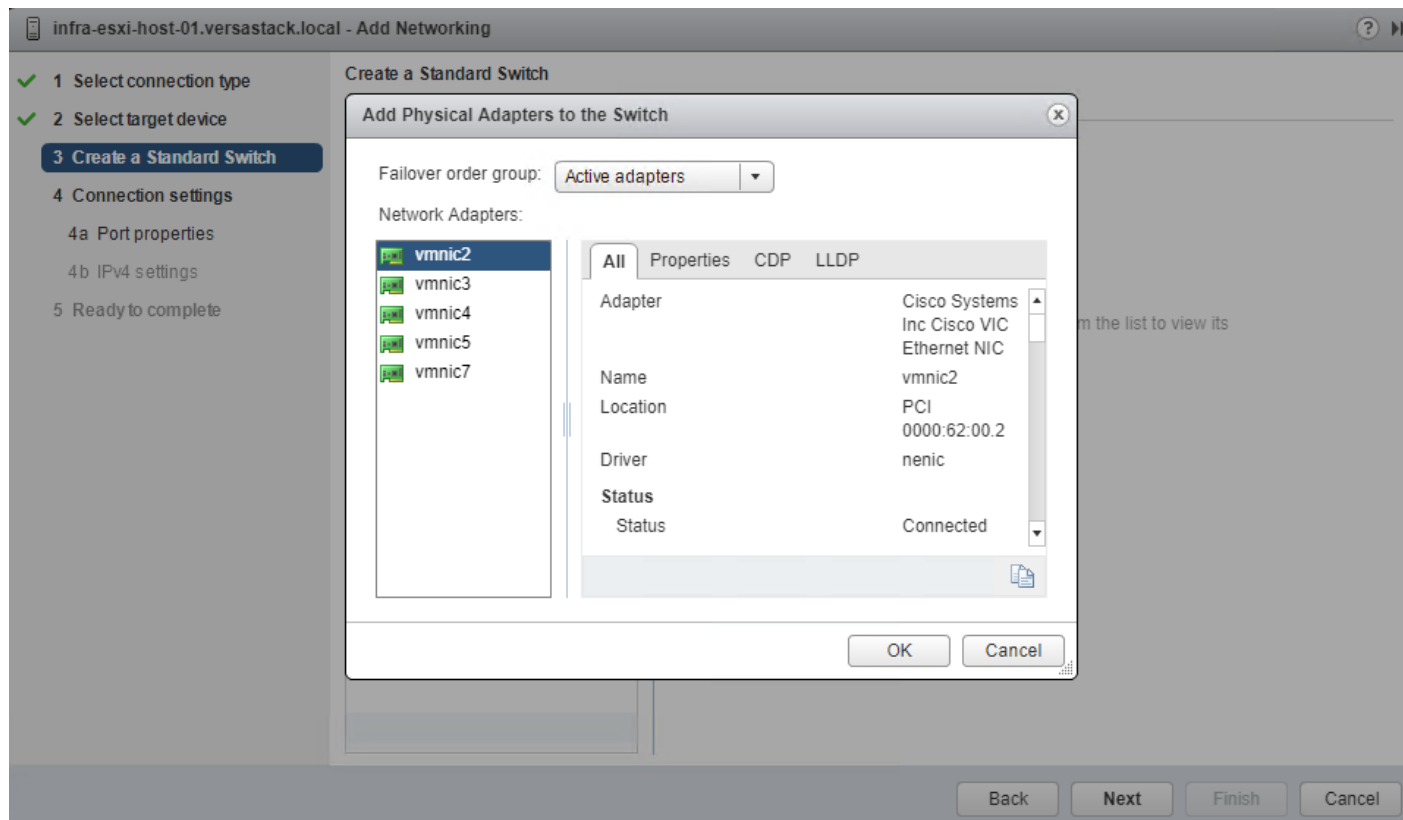 infra-esxi-host-01.versastack.local - Add Networking
?
1 Select connection type
2 Select target device
3 Create a Standard Switch
4 Connection settings
4a Port properties
4b IPv4 settings
5 Ready to complete
Create a Standard Switch
Add Physical Adapters to the Switch
Failover order group: Active adapters
Network Adapters:
vmnic2
vmnic3
vmnic4
vmnic5
vmnic7
All Properties CDP LLDP
Adapter Cisco Systems
Inc Cisco VIC
Ethernet NIC
Name vmnic2
Location PCI
0000:62:00.2
Driver nenic
Status
Status Connected
m the list to view its
OK Cancel
Back Next Finish Cancel